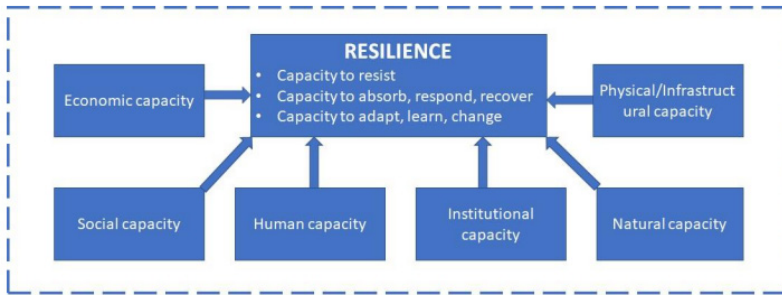 RESILIENCE
• Capacity to resist
• Capacity to absorb, respond, recover
• Capacity to adapt, learn, change
Economic capacity
Physical/Infrastruct
ural capacity
Social capacity
Human capacity
Institutional
capacity
Natural capacity